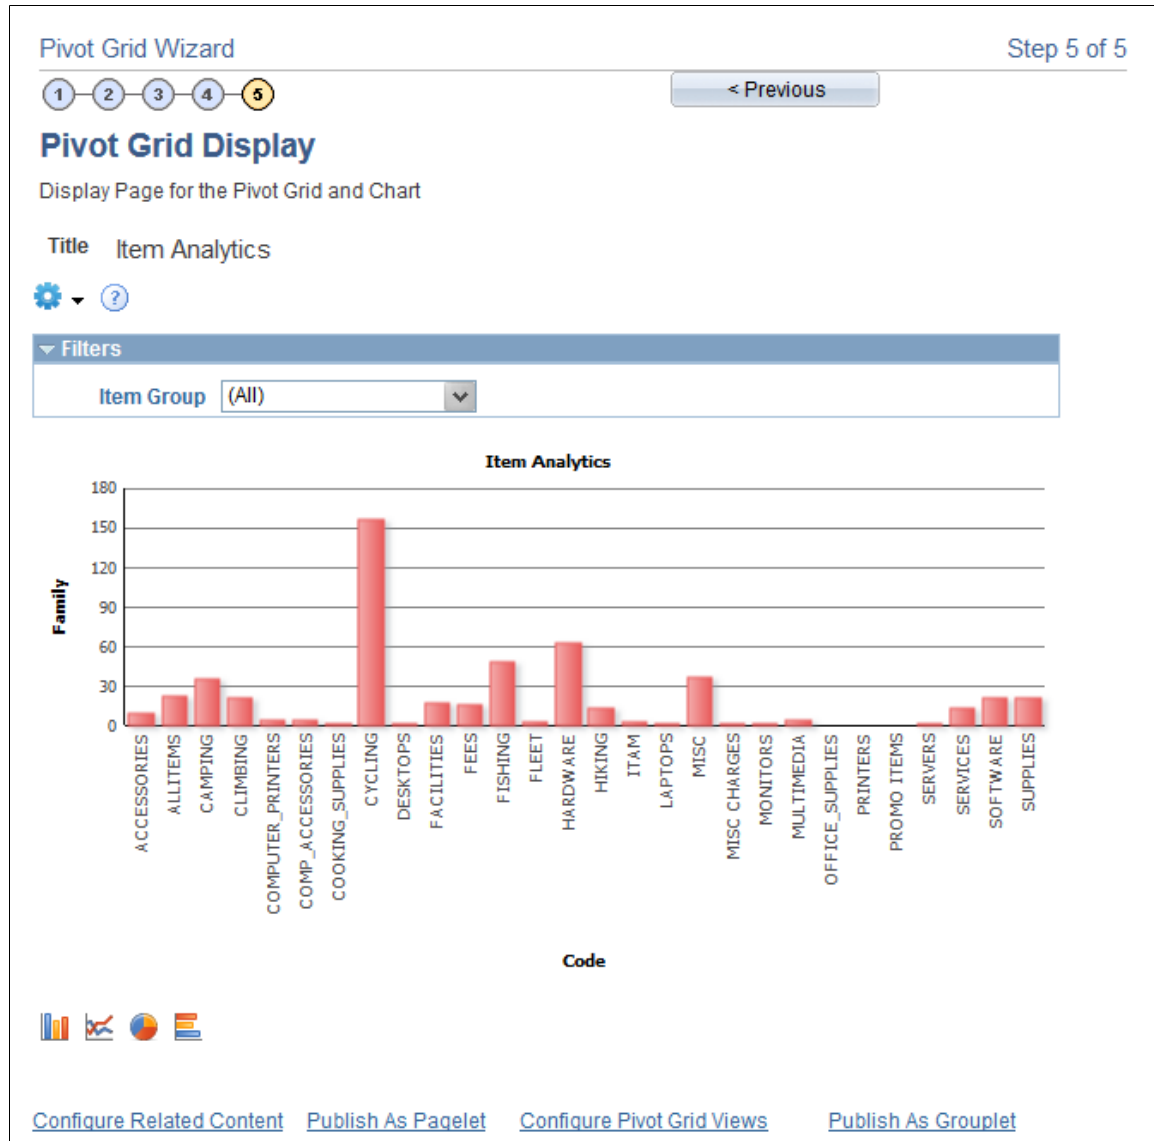 Pivot Grid Wizard
Step 5 of 5
1 2 3 4 5
< Previous
Pivot Grid Display
Display Page for the Pivot Grid and Chart
Title Item Analytics
?
Filters
Item Group (All)
Item Analytics
180
150
120
90
60
30
0
Family
ACCESSORIES
ALLITEMS
CAMPING
CLIMBING
COMPUTER_PRINTERS
COMP_ACCESSORIES
COOKING_SUPPLIES
CYCLING
DESKTOPS
FACILITIES
FEES
FISHING
FLEET
HARDWARE
HIKING
ITAM
LAPTOPS
MISC
MISC CHARGES
MONITORS
MULTIMEDIA
OFFICE_SUPPLIES
PRINTERS
PROMO ITEMS
SERVERS
SERVICES
SOFTWARE
SUPPLIES
Code
Configure Related Content Publish As Pagelet Configure Pivot Grid Views Publish As Grouplet